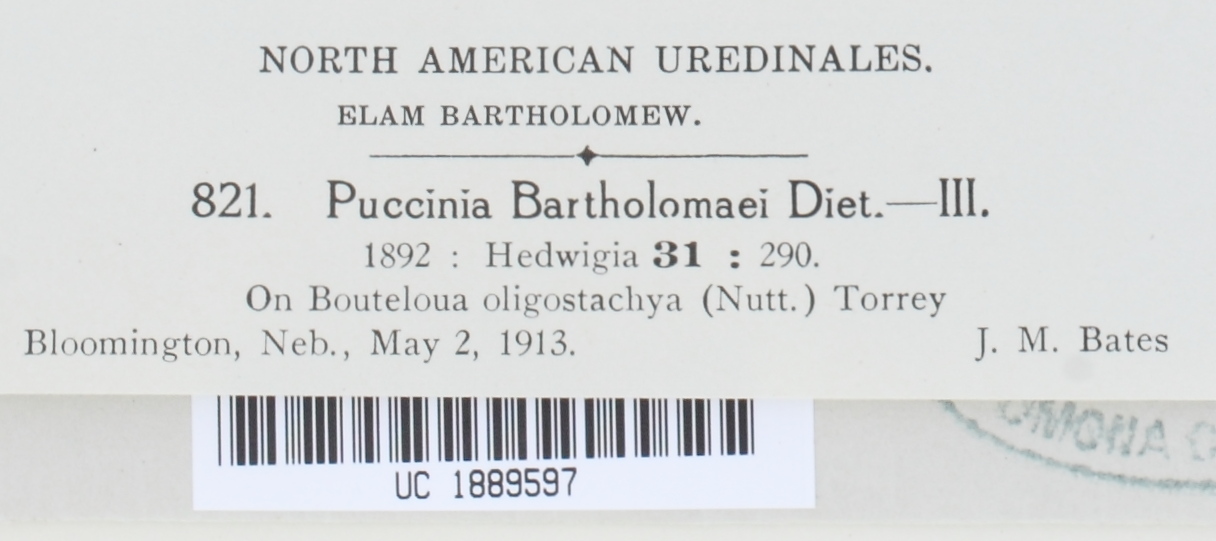 NORTH AMERICAN UREDINALES.
ELAM BARTHOLOMEW.
821. Puccinia Bartholomaei Diet.—III.
1892 : Hedwigia 31 : 290.
On Bouteloua oligostachya (Nutt.) Torrey
Bloomington, Neb., May 2, 1913. J. M. Bates
UC 1889597